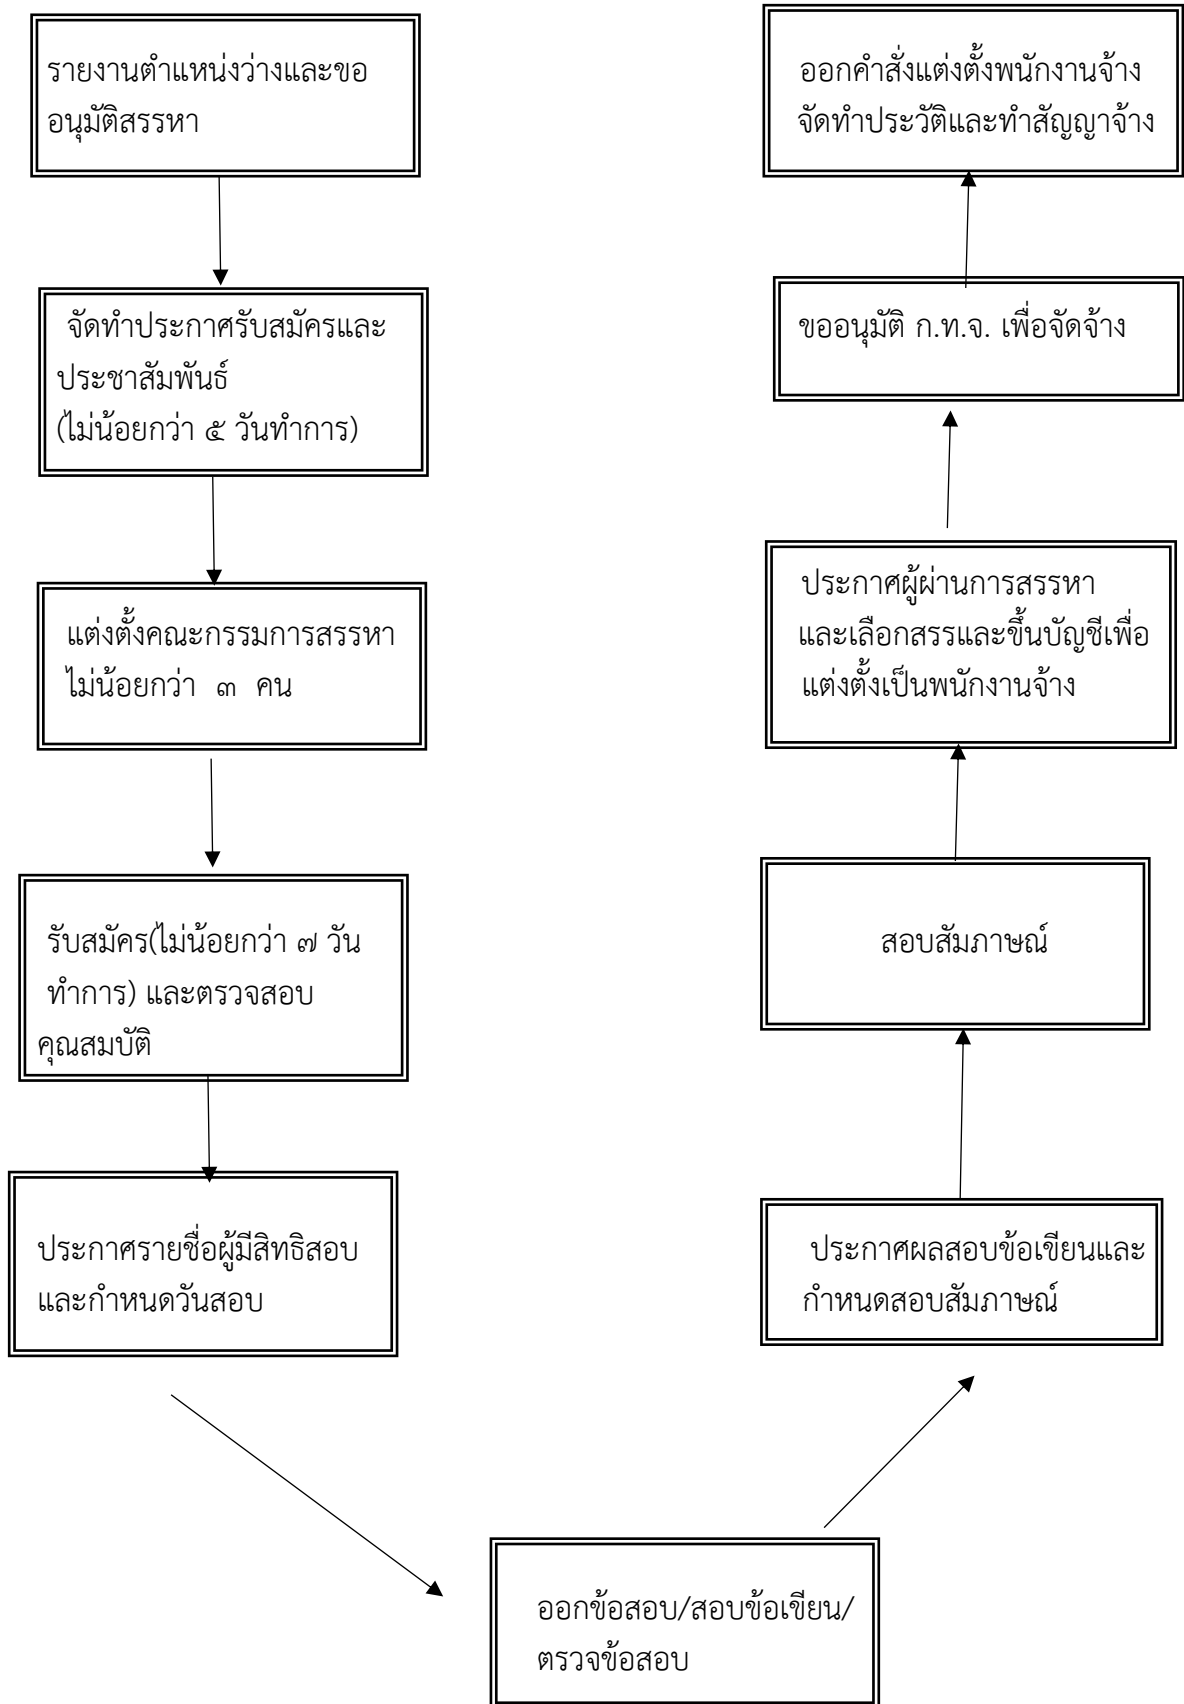 รายงานตำแหน่งว่างและขอ
อนุมัติสรรหา
จัดทำประกาศรับสมัครและ
ประชาสัมพันธ์
(ไม่น้อยกว่า ๕ วันทำการ)
แต่งตั้งคณะกรรมการสรรหา
ไม่น้อยกว่า ๓ คน
รับสมัคร(ไม่น้อยกว่า ๗ วัน
ทำการ) และตรวจสอบ
คุณสมบัติ
ประกาศรายชื่อผู้มีสิทธิสอบ
และกำหนดวันสอบ
ออกข้อสอบ/สอบข้อเขียน/
ตรวจข้อสอบ
ประกาศผลสอบข้อเขียนและ
กำหนดสอบสัมภาษณ์
สอบสัมภาษณ์
ประกาศผู้ผ่านการสรรหา
และเลือกสรรและขึ้นบัญชีเพื่อ
แต่งตั้งเป็นพนักงานจ้าง
ขออนุมัติ ก.ท.จ. เพื่อจัดจ้าง
ออกคำสั่งแต่งตั้งพนักงานจ้าง
จัดทำประวัติและทำสัญญาจ้าง